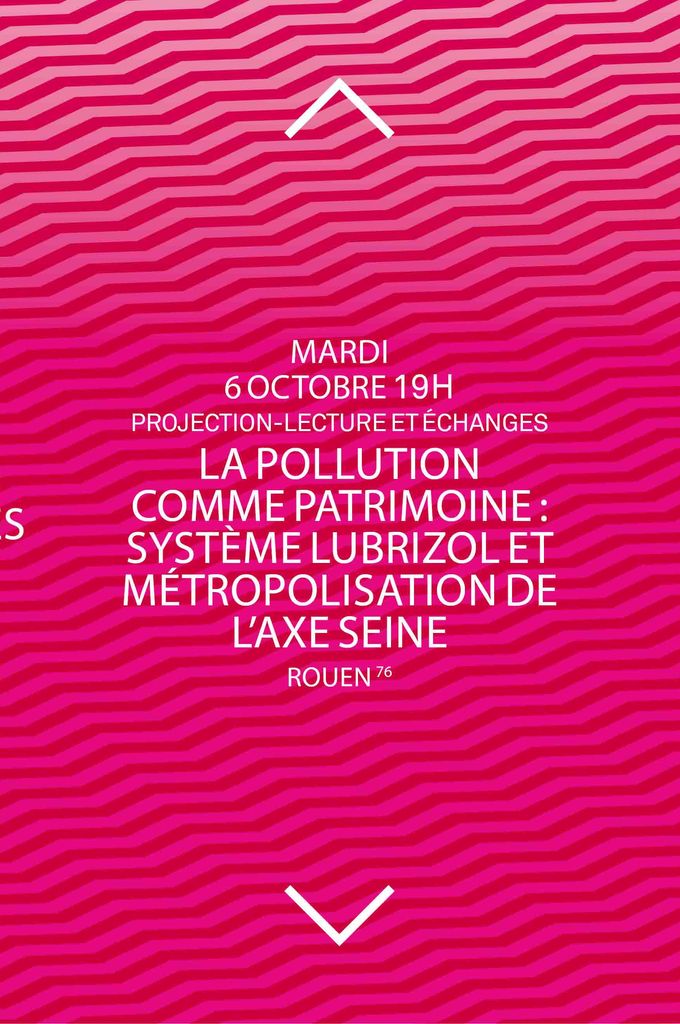 MARDI
6 OCTOBRE 19H
PROJECTION-LECTURE ET ÉCHANGES
LA POLLUTION
COMME PATRIMOINE :
SYSTÈME LUBRIZOL ET
MÉTROPOLISATION DE
L'AXE SEINE
ROUEN 76